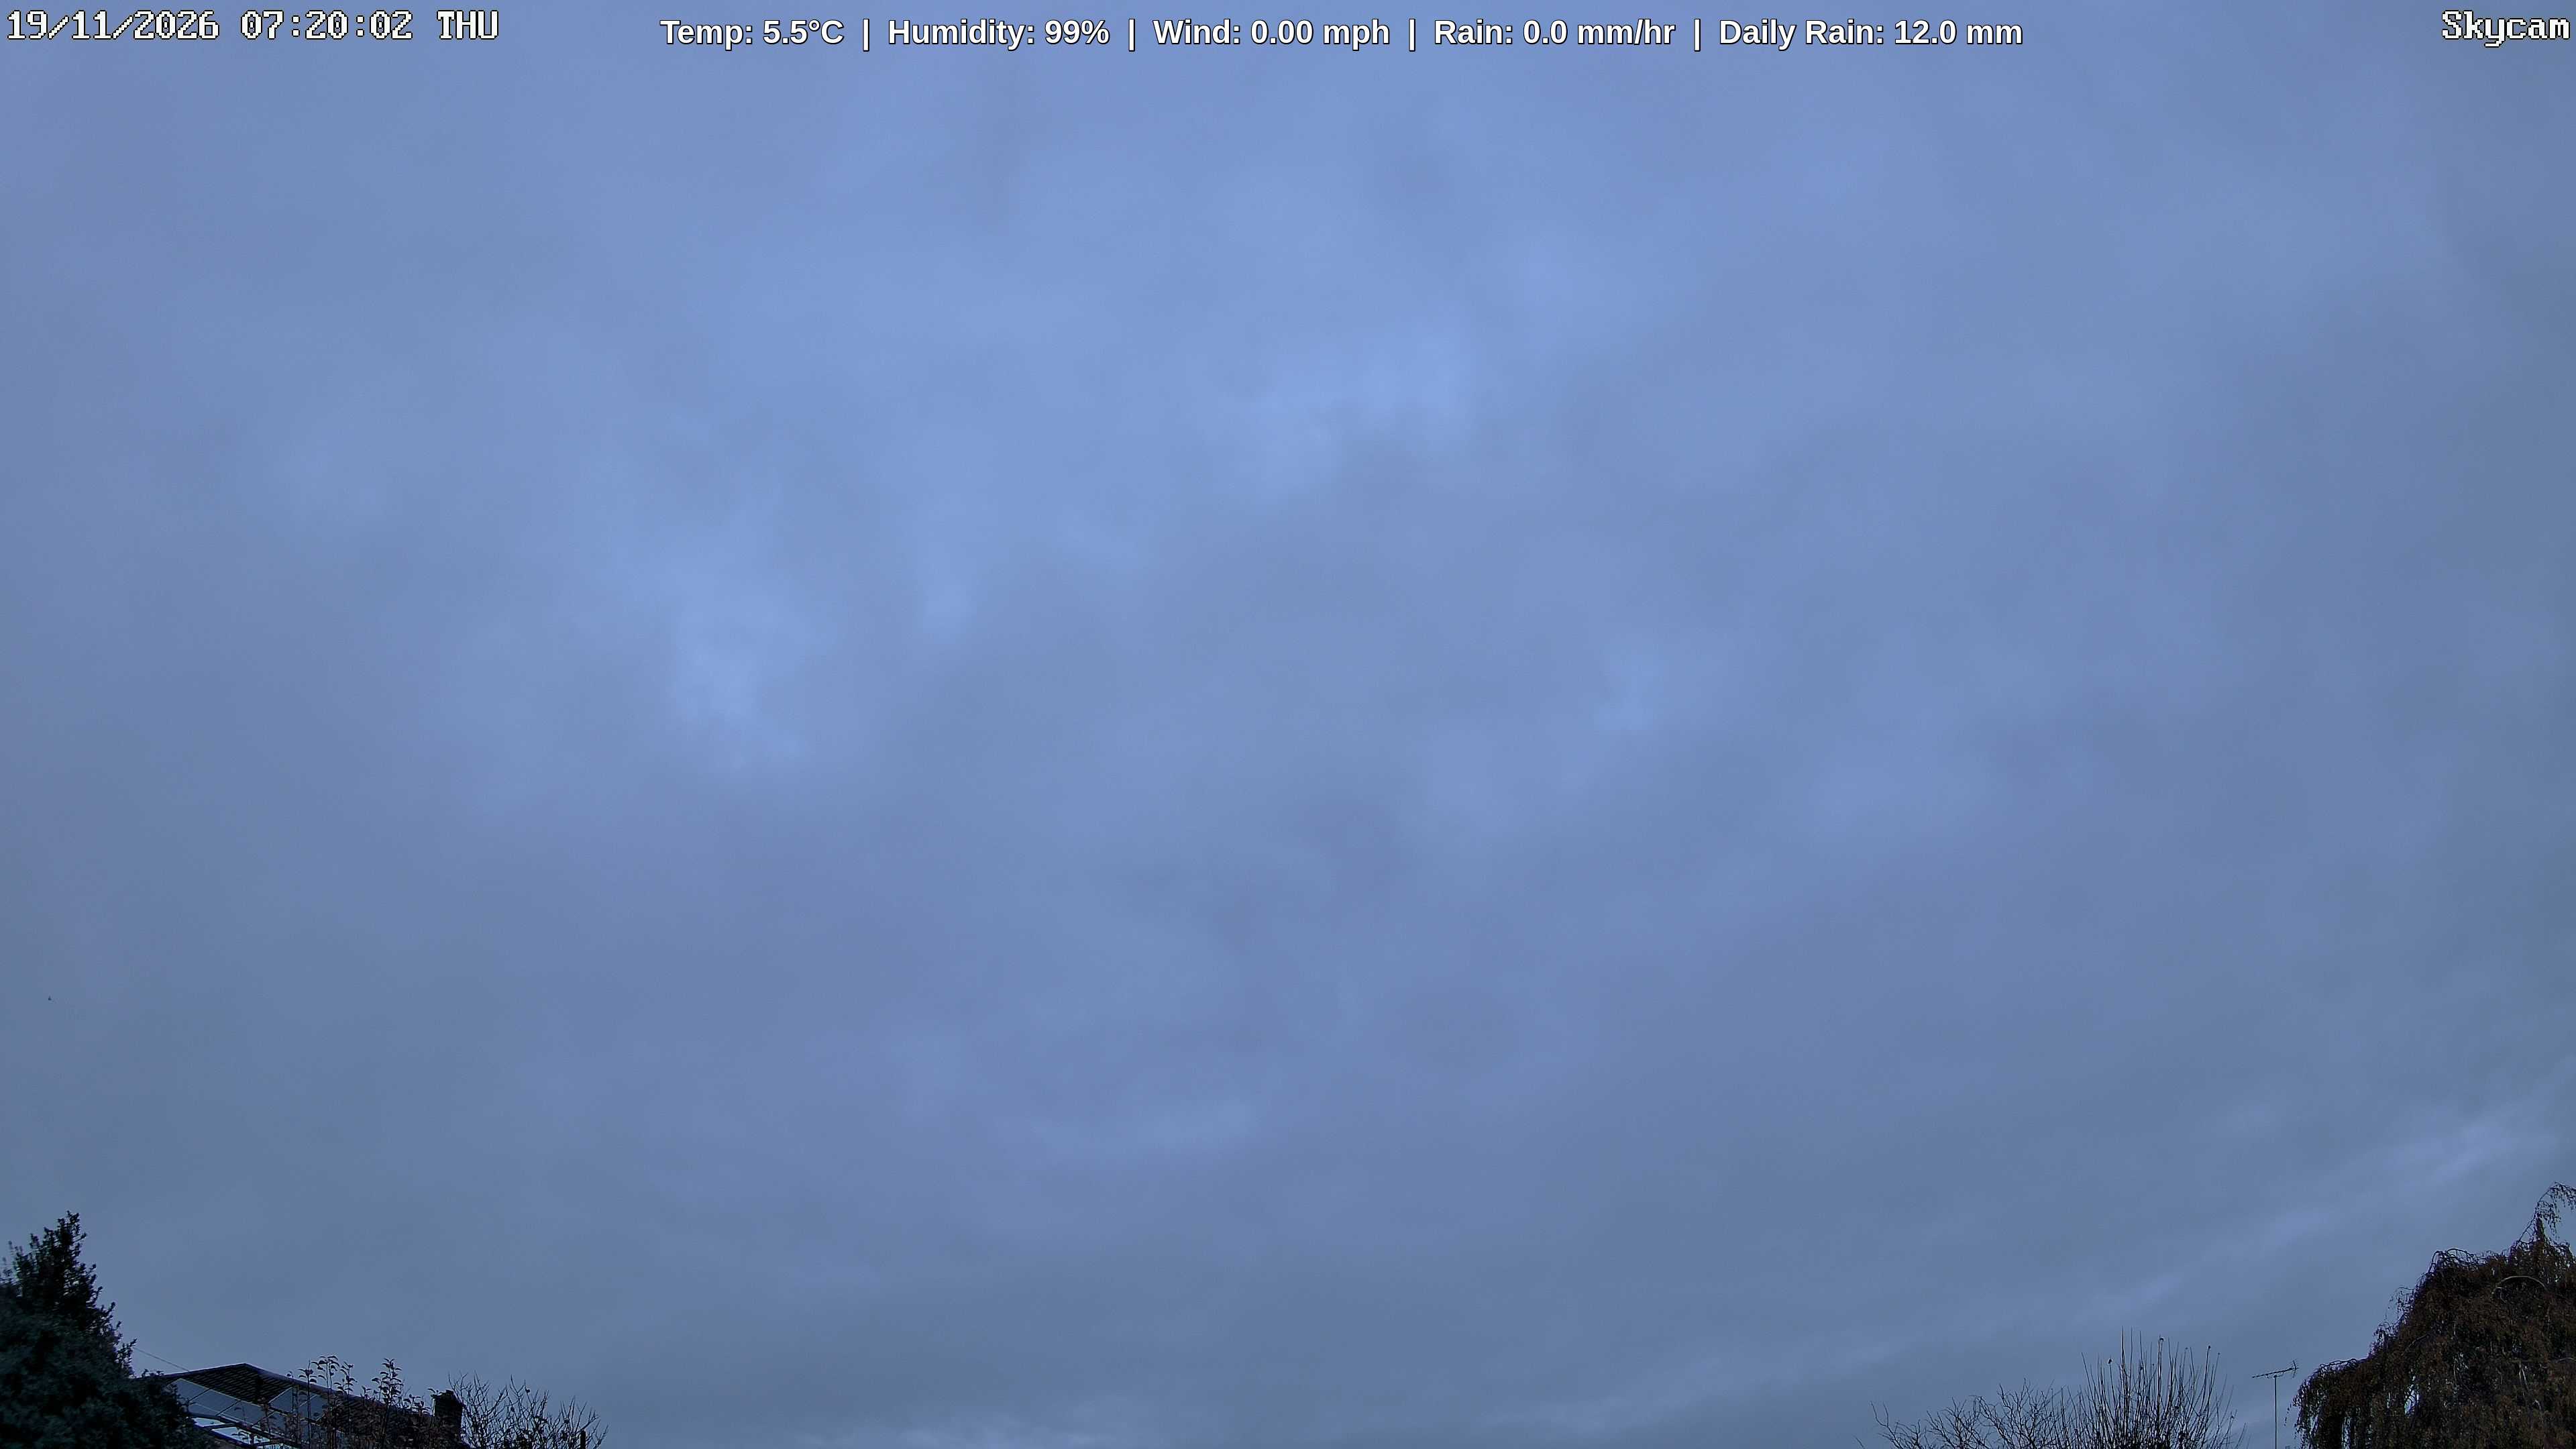 19/11/2026 07:20:02 THU
Temp: 5.5°C | Humidity: 99% | Wind: 0.00 mph | Rain: 0.0 mm/hr | Daily Rain: 12.0 mm
Skycam